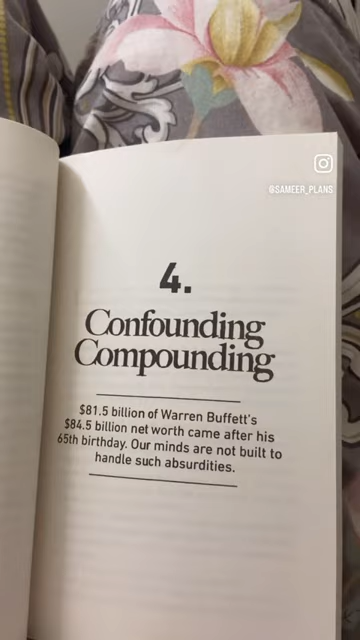 @SAMEER_PLANS
4.
Confounding
Compounding
$81.5 billion of Warren Buffett's
$84.5 billion net worth came after his
65th birthday. Our minds are not built to
handle such absurdities.